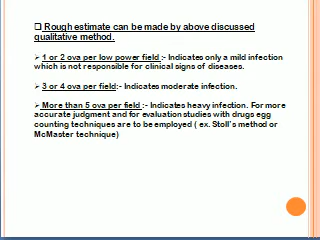 ❑ Rough estimate can be made by above discussed
qualitative method.
➢ 1 or 2 ova per low power field :- Indicates only a mild infection
which is not responsible for clinical signs of diseases.
➢ 3 or 4 ova per field:- Indicates moderate infection.
➢ More than 5 ova per field :- Indicates heavy infection. For more
accurate judgment and for evaluation studies with drugs egg
counting techniques are to be employed ( ex. Stoll's method or
McMaster technique)